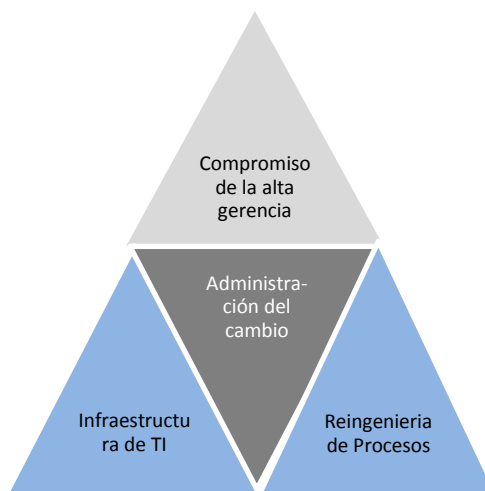 Compromiso
de la alta
gerencia
Administra-
ción del
cambio
Infraestructu
ra de TI
Reingenieria
de Procesos